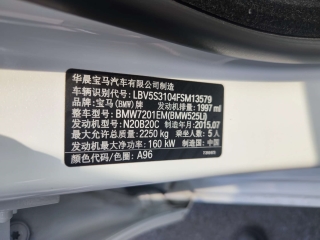 华晨宝马汽车有限公司制造
车辆识别代号: LBV5S3104FSM13579
品牌: 宝马(BMW)牌 发动机排量: 1997 ml
整车型号: BMW7201EM(BMW525Li)
发动机型号: N20B20C 制造年月: 2015.07
最大允许总质量: 2250 kg 乘坐人数: 5 人
发动机最大净功率: 160 kW 制造国: 中国
车身颜色/色号: A96